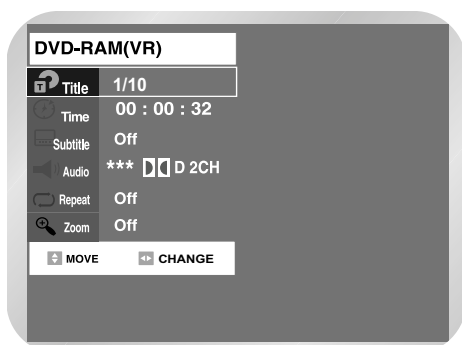 DVD-RAM(VR)
Title 1/10
Time 00 : 00 : 32
Subtitle Off
Audio *** D 2CH
Repeat Off
Zoom Off
MOVE CHANGE